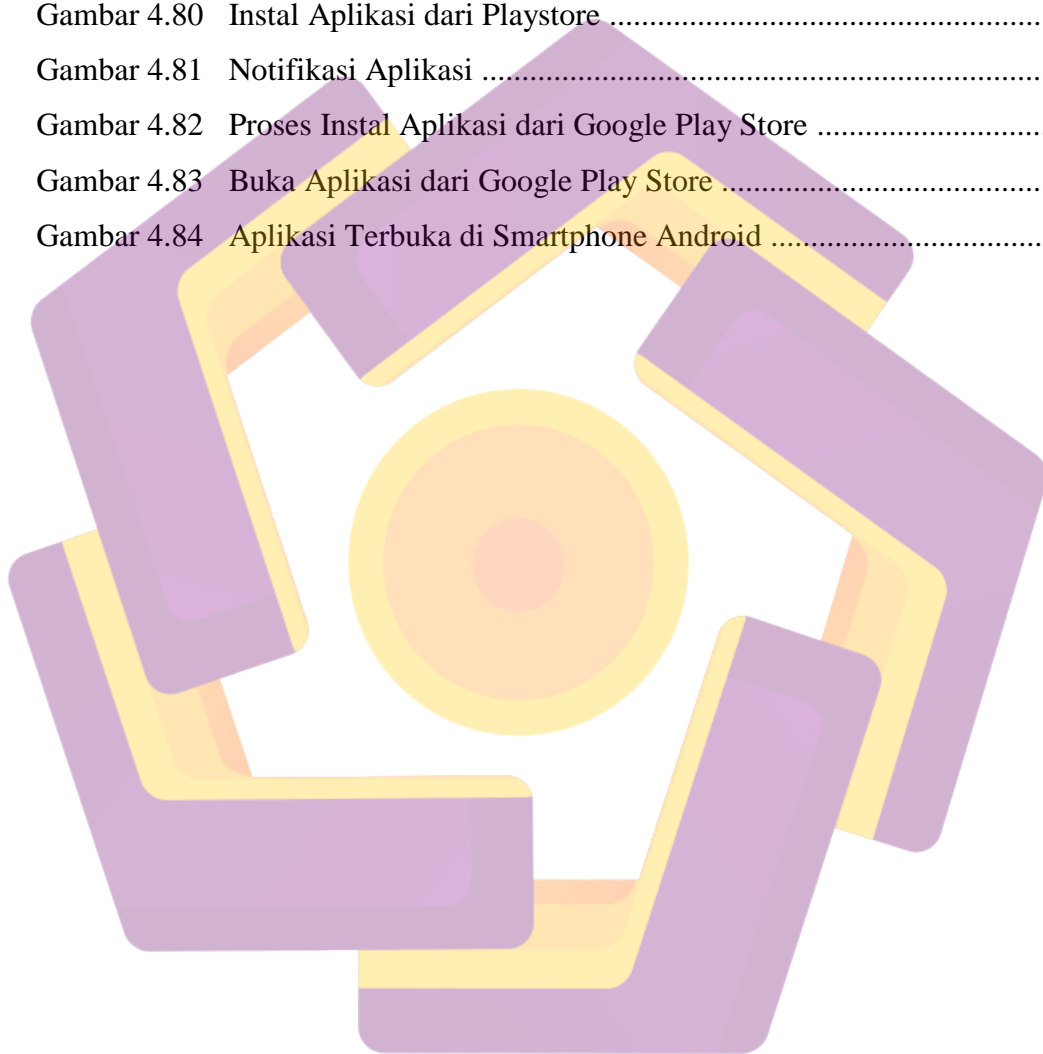 Gambar 4.80 Instal Aplikasi dari Playstore ................................................
Gambar 4.81 Notifikasi Aplikasi ...............................................................
Gambar 4.82 Proses Instal Aplikasi dari Google Play Store .........................
Gambar 4.83 Buka Aplikasi dari Google Play Store ....................................
Gambar 4.84 Aplikasi Terbuka di Smartphone Android ..............................